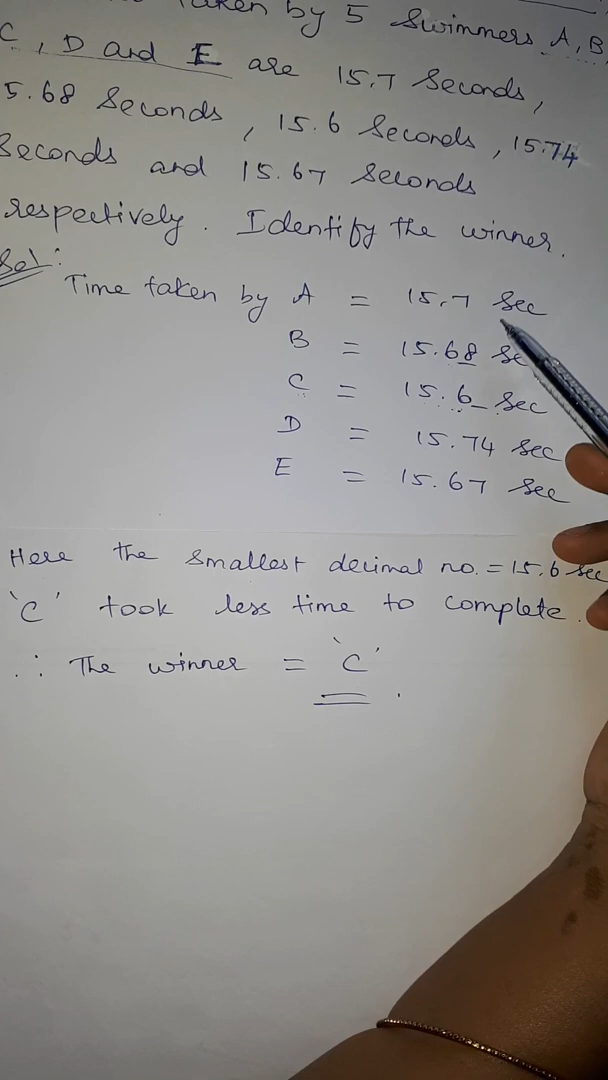 Taken by 5 Swimmers A, B,
C, D and E are 15.7 Seconds,
5.68 Seconds, 15.6 Seconds, 15.74
Seconds and 15.67 Seconds
respectively. Identify the winner.
Sol:
Time taken by A = 15.7 Sec
B = 15.68 Se
C = 15.6 Sec
D = 15.74 Sec
E = 15.67 Sec
Here the smallest decimal no. = 15.6 Sec
'C' took less time to complete.
∴ The winner = 'C'.